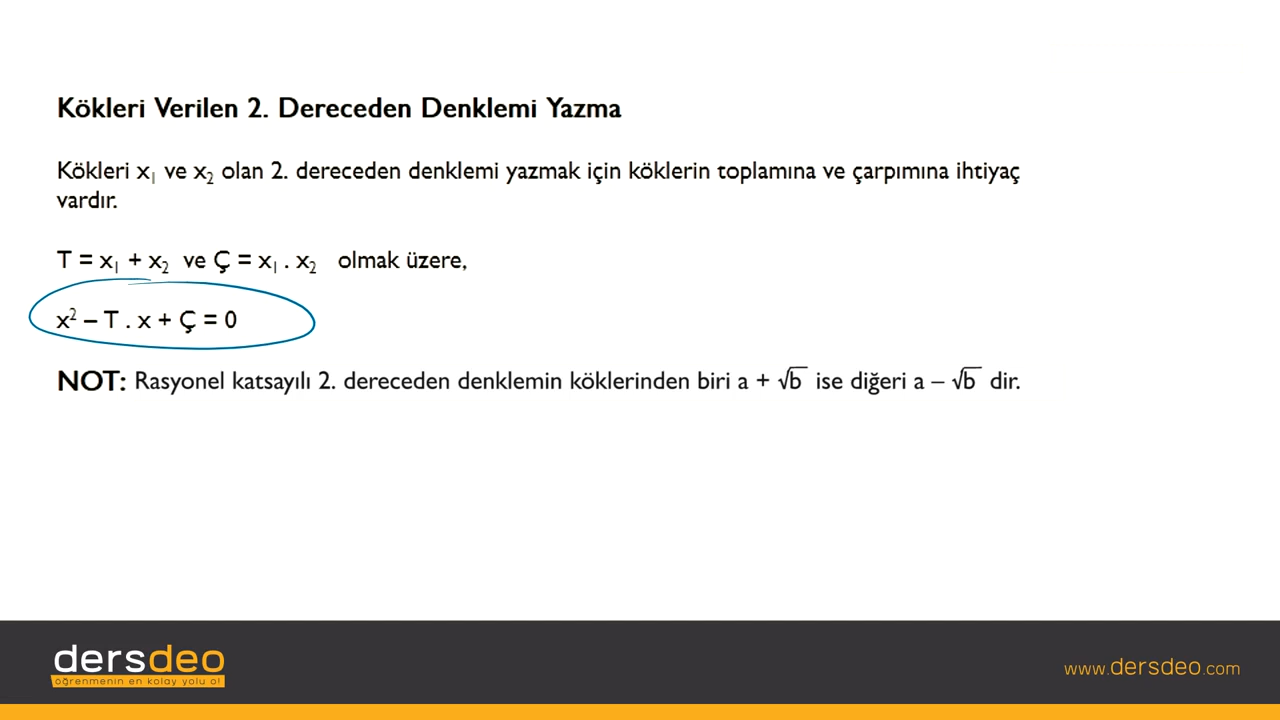 Kökleri Verilen 2. Dereceden Denklemi Yazma
Kökleri x₁ ve x₂ olan 2. dereceden denklemi yazmak için köklerin toplamına ve çarpımına ihtiyaç
vardır.
T = x₁ + x₂ ve Ç = x₁ . x₂ olmak üzere,
x² – T . x + Ç = 0
NOT: Rasyonel katsayılı 2. dereceden denklemin köklerinden biri a + √b ise diğeri a – √b dir.
dersdeo
öğrenmenin en kolay yolu o!
www.dersdeo.com